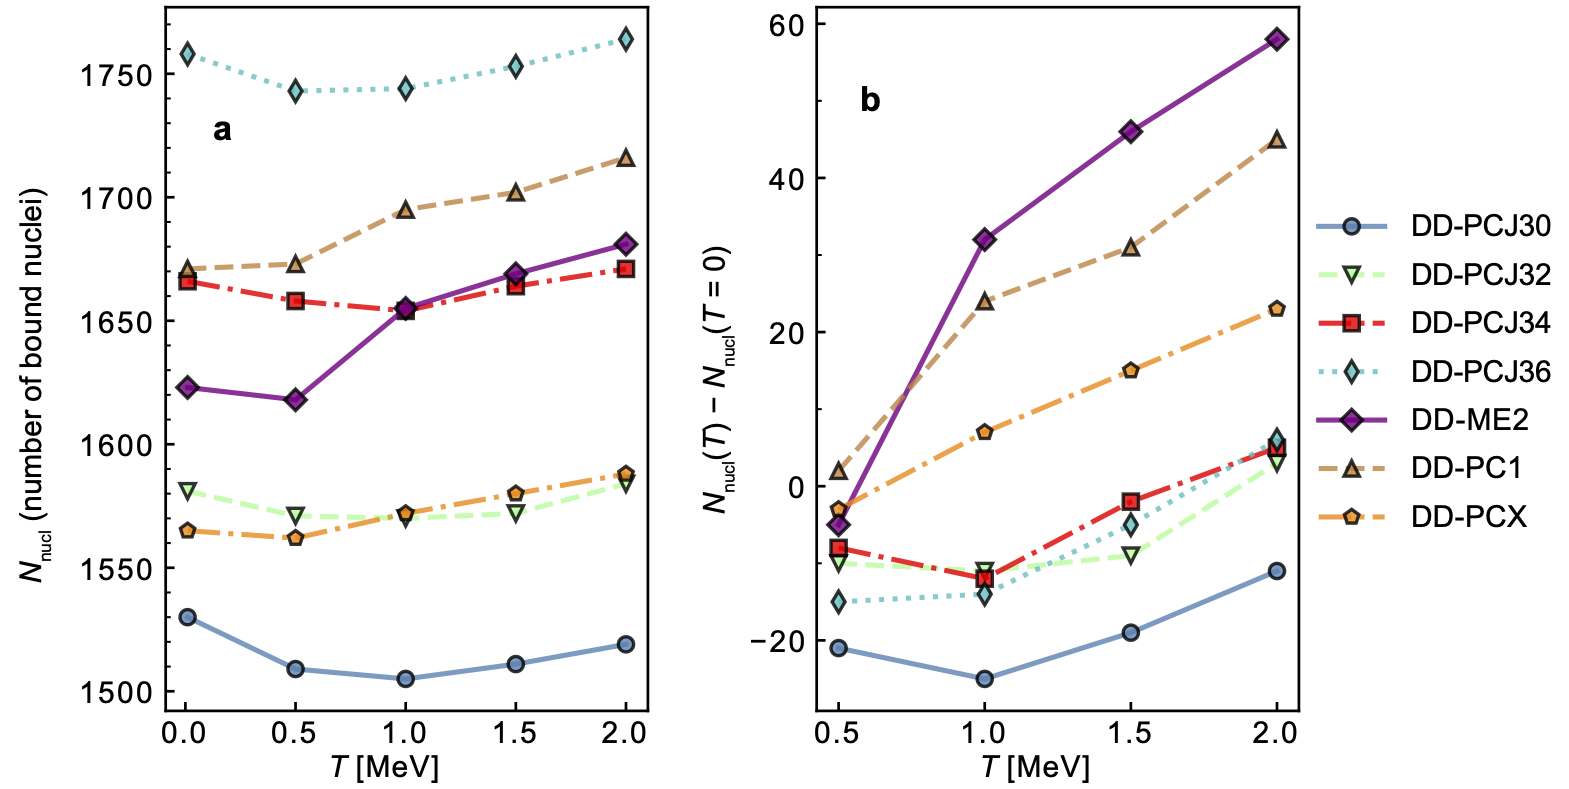 a
1750
1700
1650
1600
1550
1500
N_nucl (number of bound nuclei)
0.0 0.5 1.0 1.5 2.0
T [MeV]
b
60
40
20
0
−20
N_nucl(T) − N_nucl(T = 0)
0.5 1.0 1.5 2.0
T [MeV]
DD-PCJ30
DD-PCJ32
DD-PCJ34
DD-PCJ36
DD-ME2
DD-PC1
DD-PCX